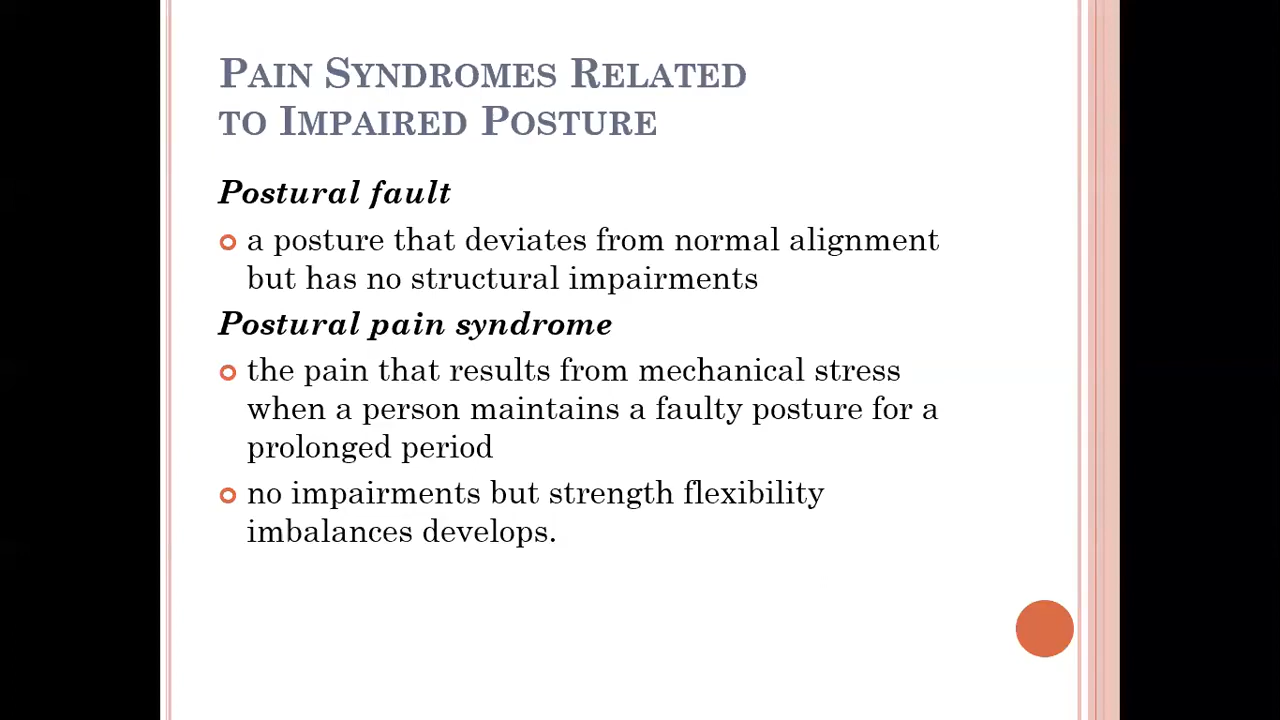 PAIN SYNDROMES RELATED
TO IMPAIRED POSTURE
Postural fault
a posture that deviates from normal alignment
but has no structural impairments
Postural pain syndrome
the pain that results from mechanical stress
when a person maintains a faulty posture for a
prolonged period
no impairments but strength flexibility
imbalances develops.